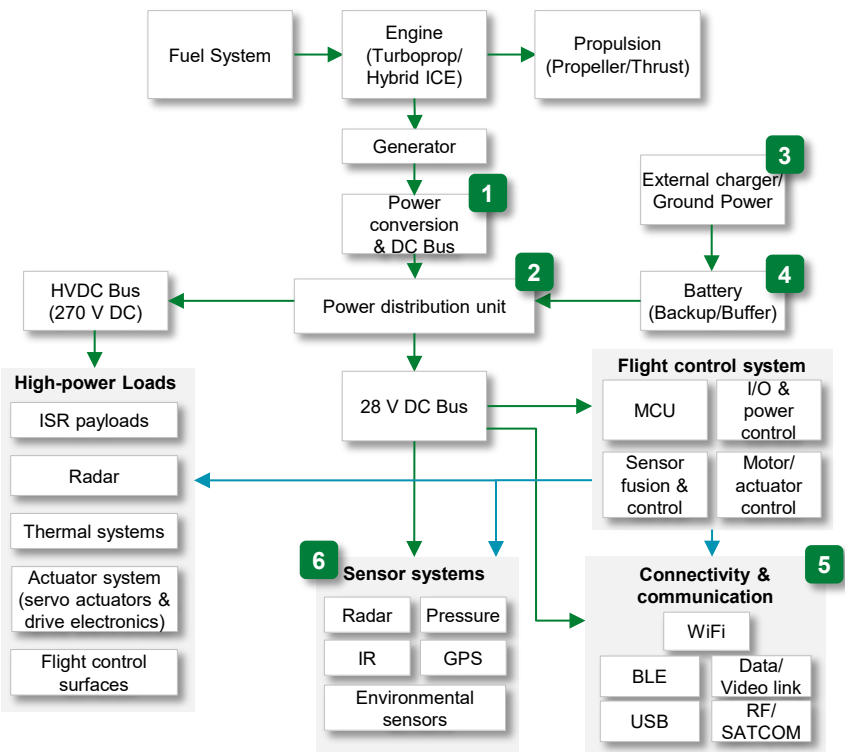 Fuel System
Engine
(Turboprop/
Hybrid ICE)
Propulsion
(Propeller/Thrust)
Generator
3
External charger/
Ground Power
1
Power
conversion
& DC Bus
2
Power distribution unit
4
Battery
(Backup/Buffer)
HVDC Bus
(270 V DC)
High-power Loads
ISR payloads
Radar
Thermal systems
Actuator system
(servo actuators &
drive electronics)
Flight control
surfaces
28 V DC Bus
Flight control system
MCU
I/O &
power
control
Sensor
fusion &
control
Motor/
actuator
control
6
Sensor systems
Radar
Pressure
IR
GPS
Environmental
sensors
5
Connectivity &
communication
WiFi
BLE
Data/
Video link
USB
RF/
SATCOM